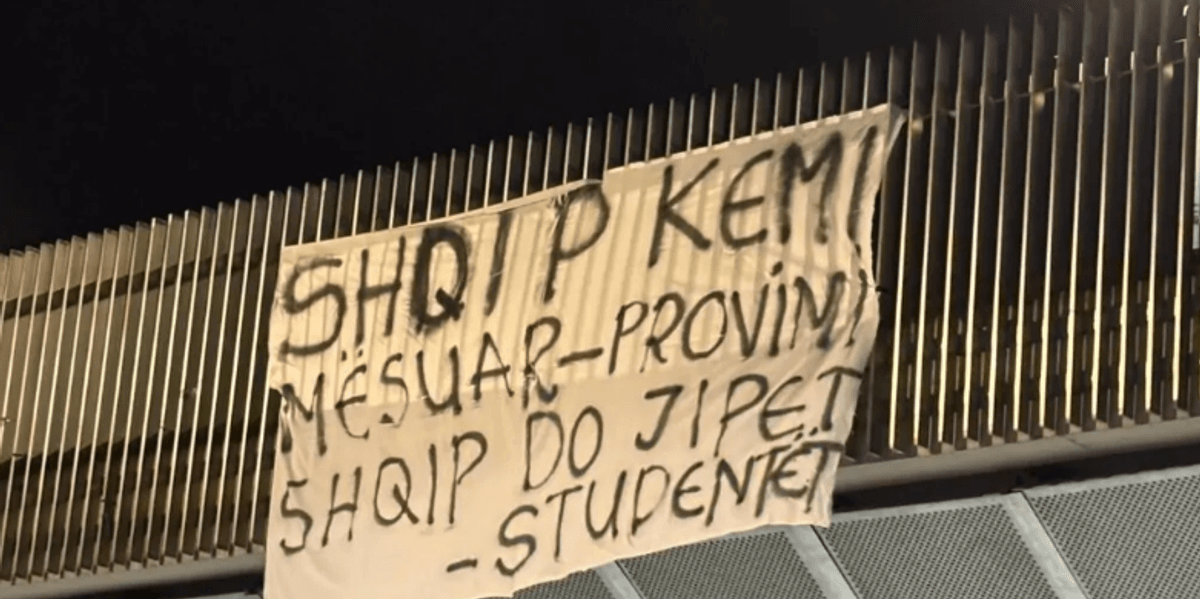 SHQIP KEMI
MËSUAR-PROVIMI
SHQIP DO JIPET
-STUDENTËT